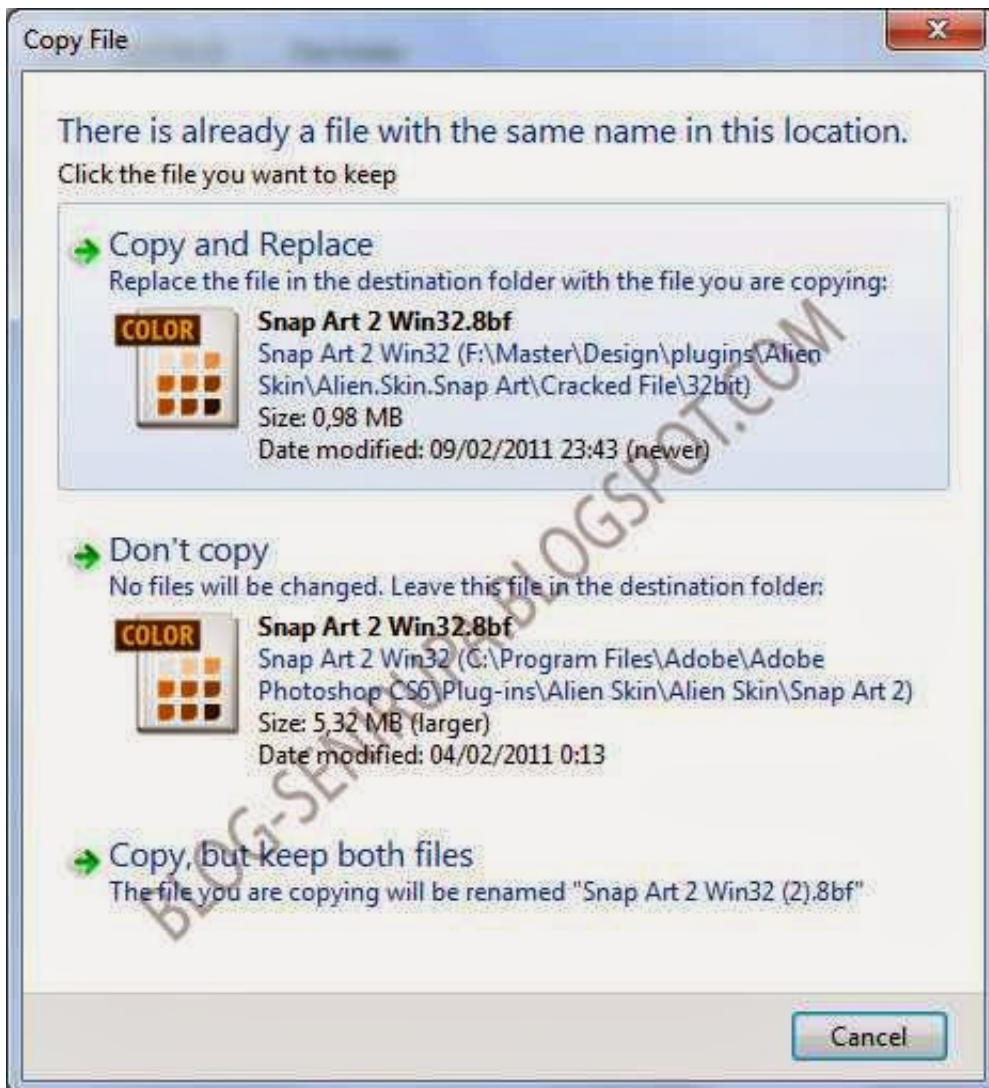 Copy File
There is already a file with the same name in this location.
Click the file you want to keep
Copy and Replace
Replace the file in the destination folder with the file you are copying:
COLOR
Snap Art 2 Win32.8bf
Snap Art 2 Win32 (F:\Master\Design\plugins\Alien
Skin\Alien.Skin.Snap Art\Cracked File\32bit)
Size: 0,98 MB
Date modified: 09/02/2011 23:43 (newer)
Don't copy
No files will be changed. Leave this file in the destination folder:
COLOR
Snap Art 2 Win32.8bf
Snap Art 2 Win32 (C:\Program Files\Adobe\Adobe
Photoshop CS6\Plug-ins\Alien Skin\Alien Skin\Snap Art 2)
Size: 5,32 MB (larger)
Date modified: 04/02/2011 0:13
Copy, but keep both files
The file you are copying will be renamed "Snap Art 2 Win32 (2).8bf"
Cancel
BLOG-SENIRUPA.BLOGSPOT.COM